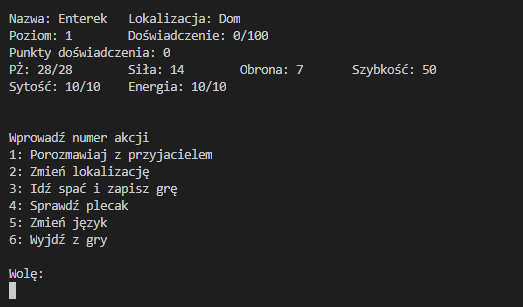 Nazwa: Enterek Lokalizacja: Dom
Poziom: 1 Doświadczenie: 0/100
Punkty doświadczenia: 0
PŻ: 28/28 Siła: 14 Obrona: 7 Szybkość: 50
Sytość: 10/10 Energia: 10/10
Wprowadź numer akcji
1: Porozmawiaj z przyjacielem
2: Zmień lokalizację
3: Idź spać i zapisz grę
4: Sprawdź plecak
5: Zmień język
6: Wyjdź z gry
Wolę: